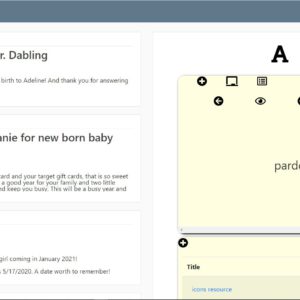 r. Dabling
birth to Adeline! And thank you for answering
anie for new born baby
card and your target gift cards, that is so sweet
a good year for your family and two little
and keep you busy. This will be a busy year and
girl coming in January 2021!
s 5/17/2020. A date worth to remember!
A
pard
Title
icons resource